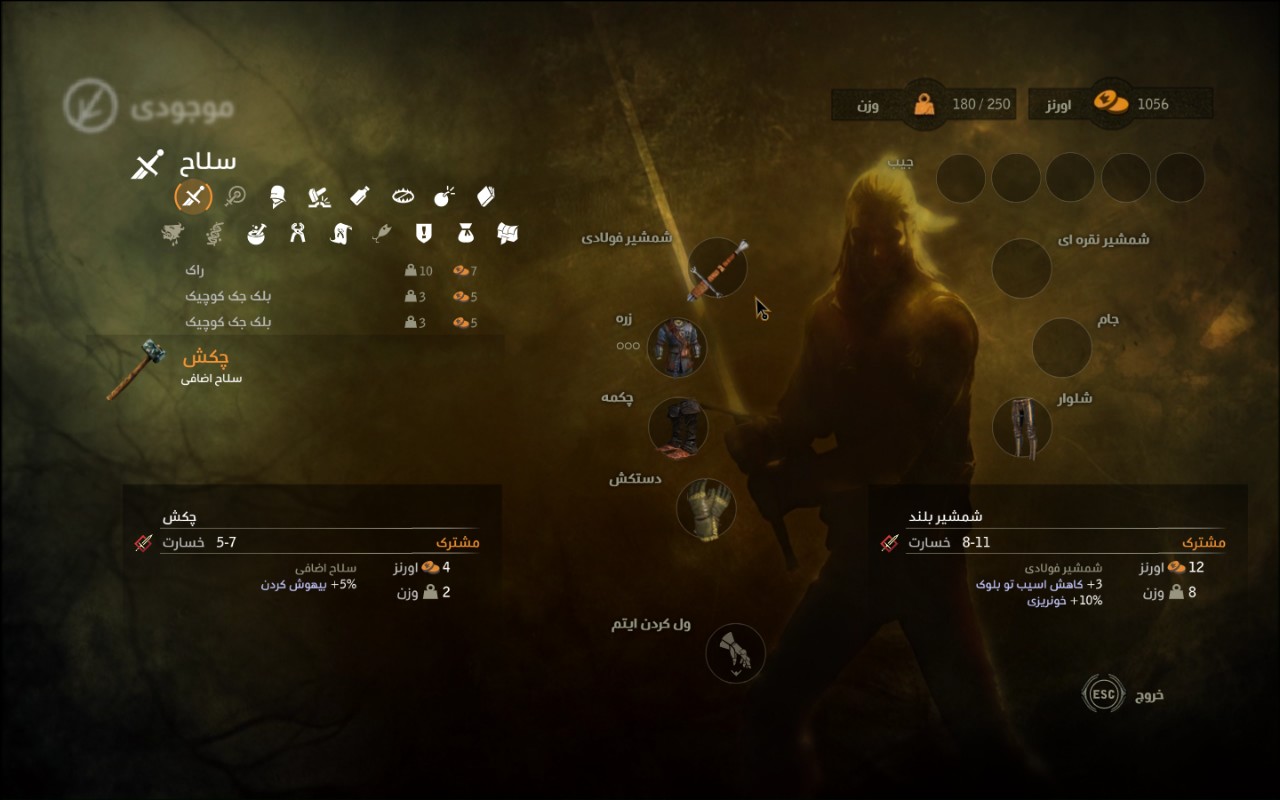 موجودی
وزن 180 / 250
اورنز 1056
سلاح
جیب
شمشیر فولادی
شمشیر نقره ای
راک 10 7
بلک جک کوچیک 3 5
بلک جک کوچیک 3 5
زره
جام
چکش
سلاح اضافی
چکمه
شلوار
دستکش
چکش
مشترک
خسارت 5-7
4 اورنز
2 وزن
سلاح اضافی
+5% بیهوش کردن
شمشیر بلند
مشترک
خسارت 8-11
12 اورنز
8 وزن
شمشیر فولادی
+3 کاهش اسیب تو بلوک
+10% خونریزی
ول کردن ایتم
ESC خروج